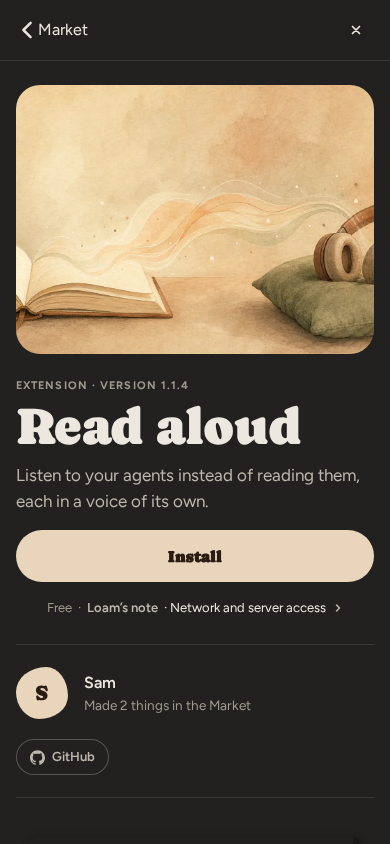 Market
EXTENSION · VERSION 1.1.4
Read aloud
Listen to your agents instead of reading them,
each in a voice of its own.
Install
Free · Loam’s note · Network and server access
S
Sam
Made 2 things in the Market
GitHub